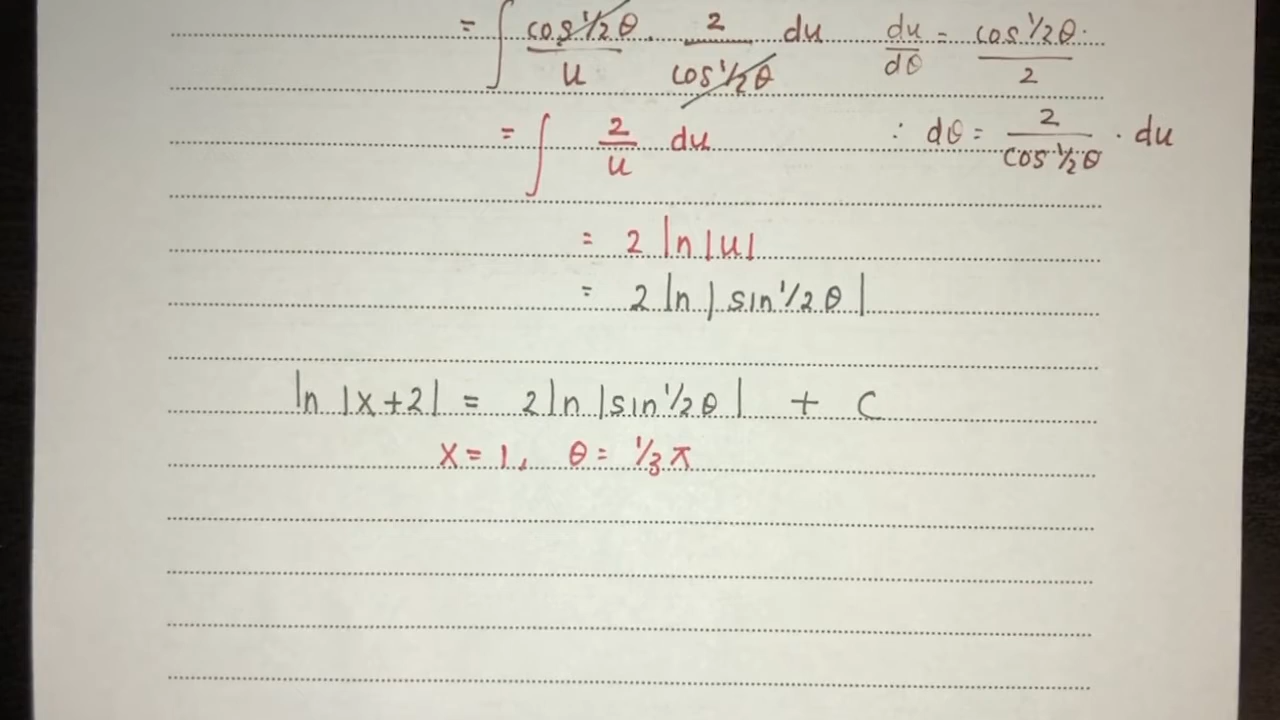 = ∫ cos½θ/u · 2/cos½θ du du/dθ = cos½θ/2
= ∫ 2/u du ∴ dθ = 2/cos½θ · du
= 2 ln|u|
= 2 ln|sin½θ|
ln|x+2| = 2ln|sin½θ| + C
x=1, θ= ⅓π